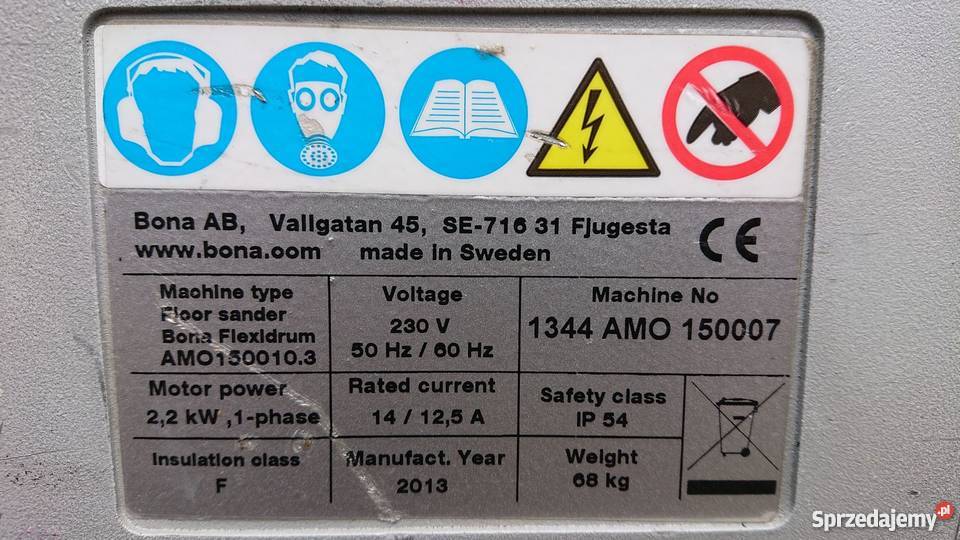 Bona AB, Vallgatan 45, SE-716 31 Fjugesta
www.bona.com made in Sweden
CE
Machine type
Floor sander
Bona Flexidrum
AMO150010.3
Voltage
230 V
50 Hz / 60 Hz
Machine No
1344 AMO 150007
Motor power
2,2 kW ,1-phase
Rated current
14 / 12,5 A
Safety class
IP 54
Insulation class
F
Manufact. Year
2013
Weight
68 kg
Sprzedajemy.pl